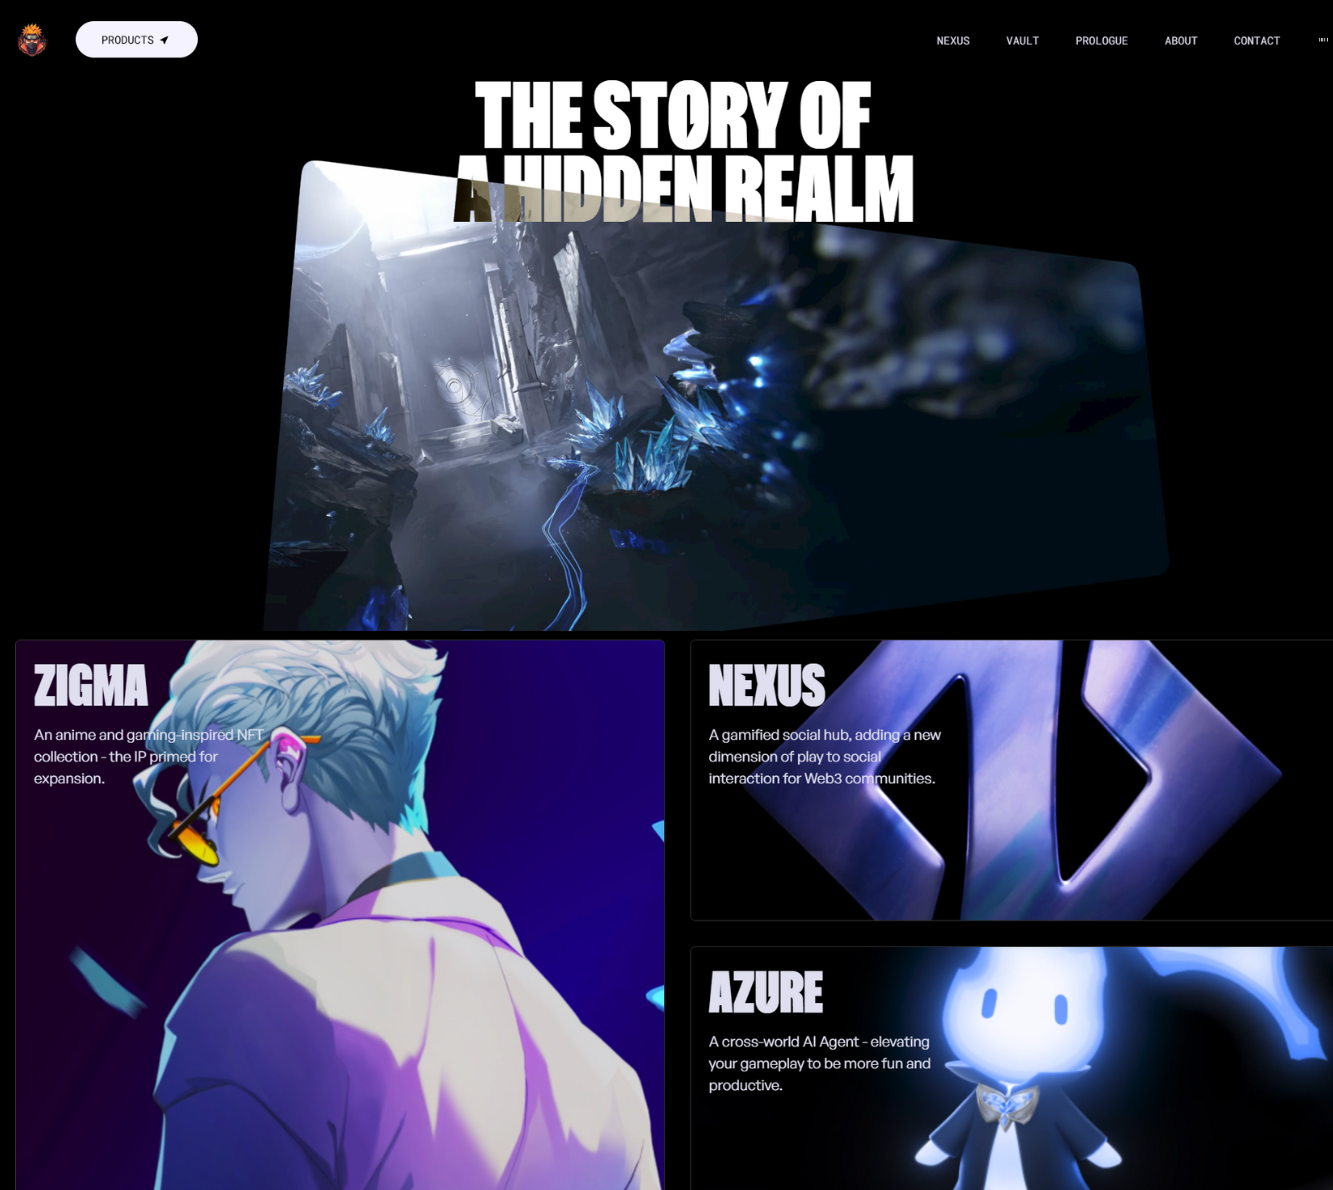 PRODUCTS
NEXUS
VAULT
PROLOGUE
ABOUT
CONTACT
THE STORY OF
A HIDDEN REALM
ZIGMA
An anime and gaming-inspired NFT
collection - the IP primed for
expansion.
NEXUS
A gamified social hub, adding a new
dimension of play to social
interaction for Web3 communities.
AZURE
A cross-world AI Agent - elevating
your gameplay to be more fun and
productive.